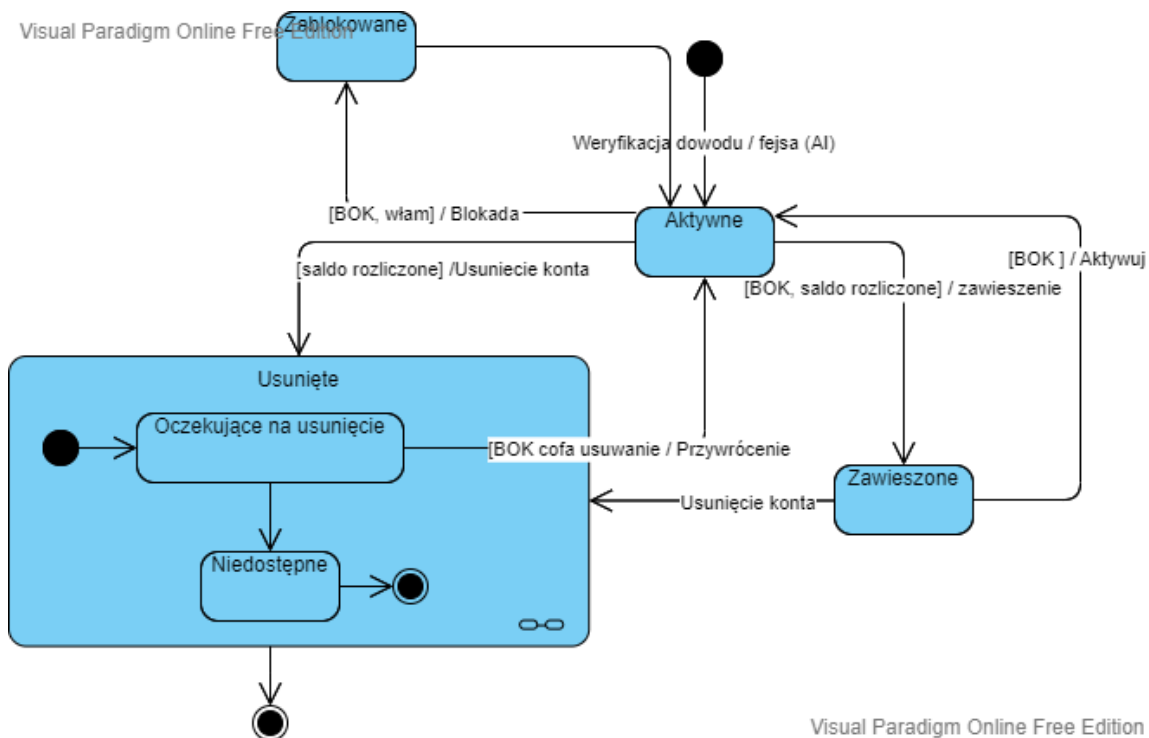 Visual Paradigm Online Free Edition
Zablokowane
Weryfikacja dowodu / fejsa (AI)
[BOK, włam] / Blokada
Aktywne
[saldo rozliczone] /Usuniecie konta
[BOK ] / Aktywuj
[BOK, saldo rozliczone] / zawieszenie
Usunięte
Oczekujące na usunięcie
[BOK cofa usuwanie / Przywrócenie
Zawieszone
Usunięcie konta
Niedostępne
Visual Paradigm Online Free Edition